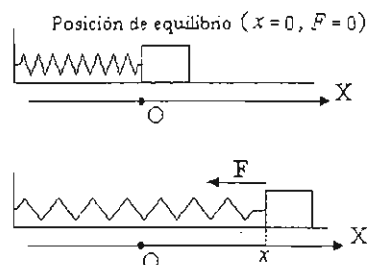 Posición de equilibrio (x = 0, F = 0)
X
O
F
X
O
x